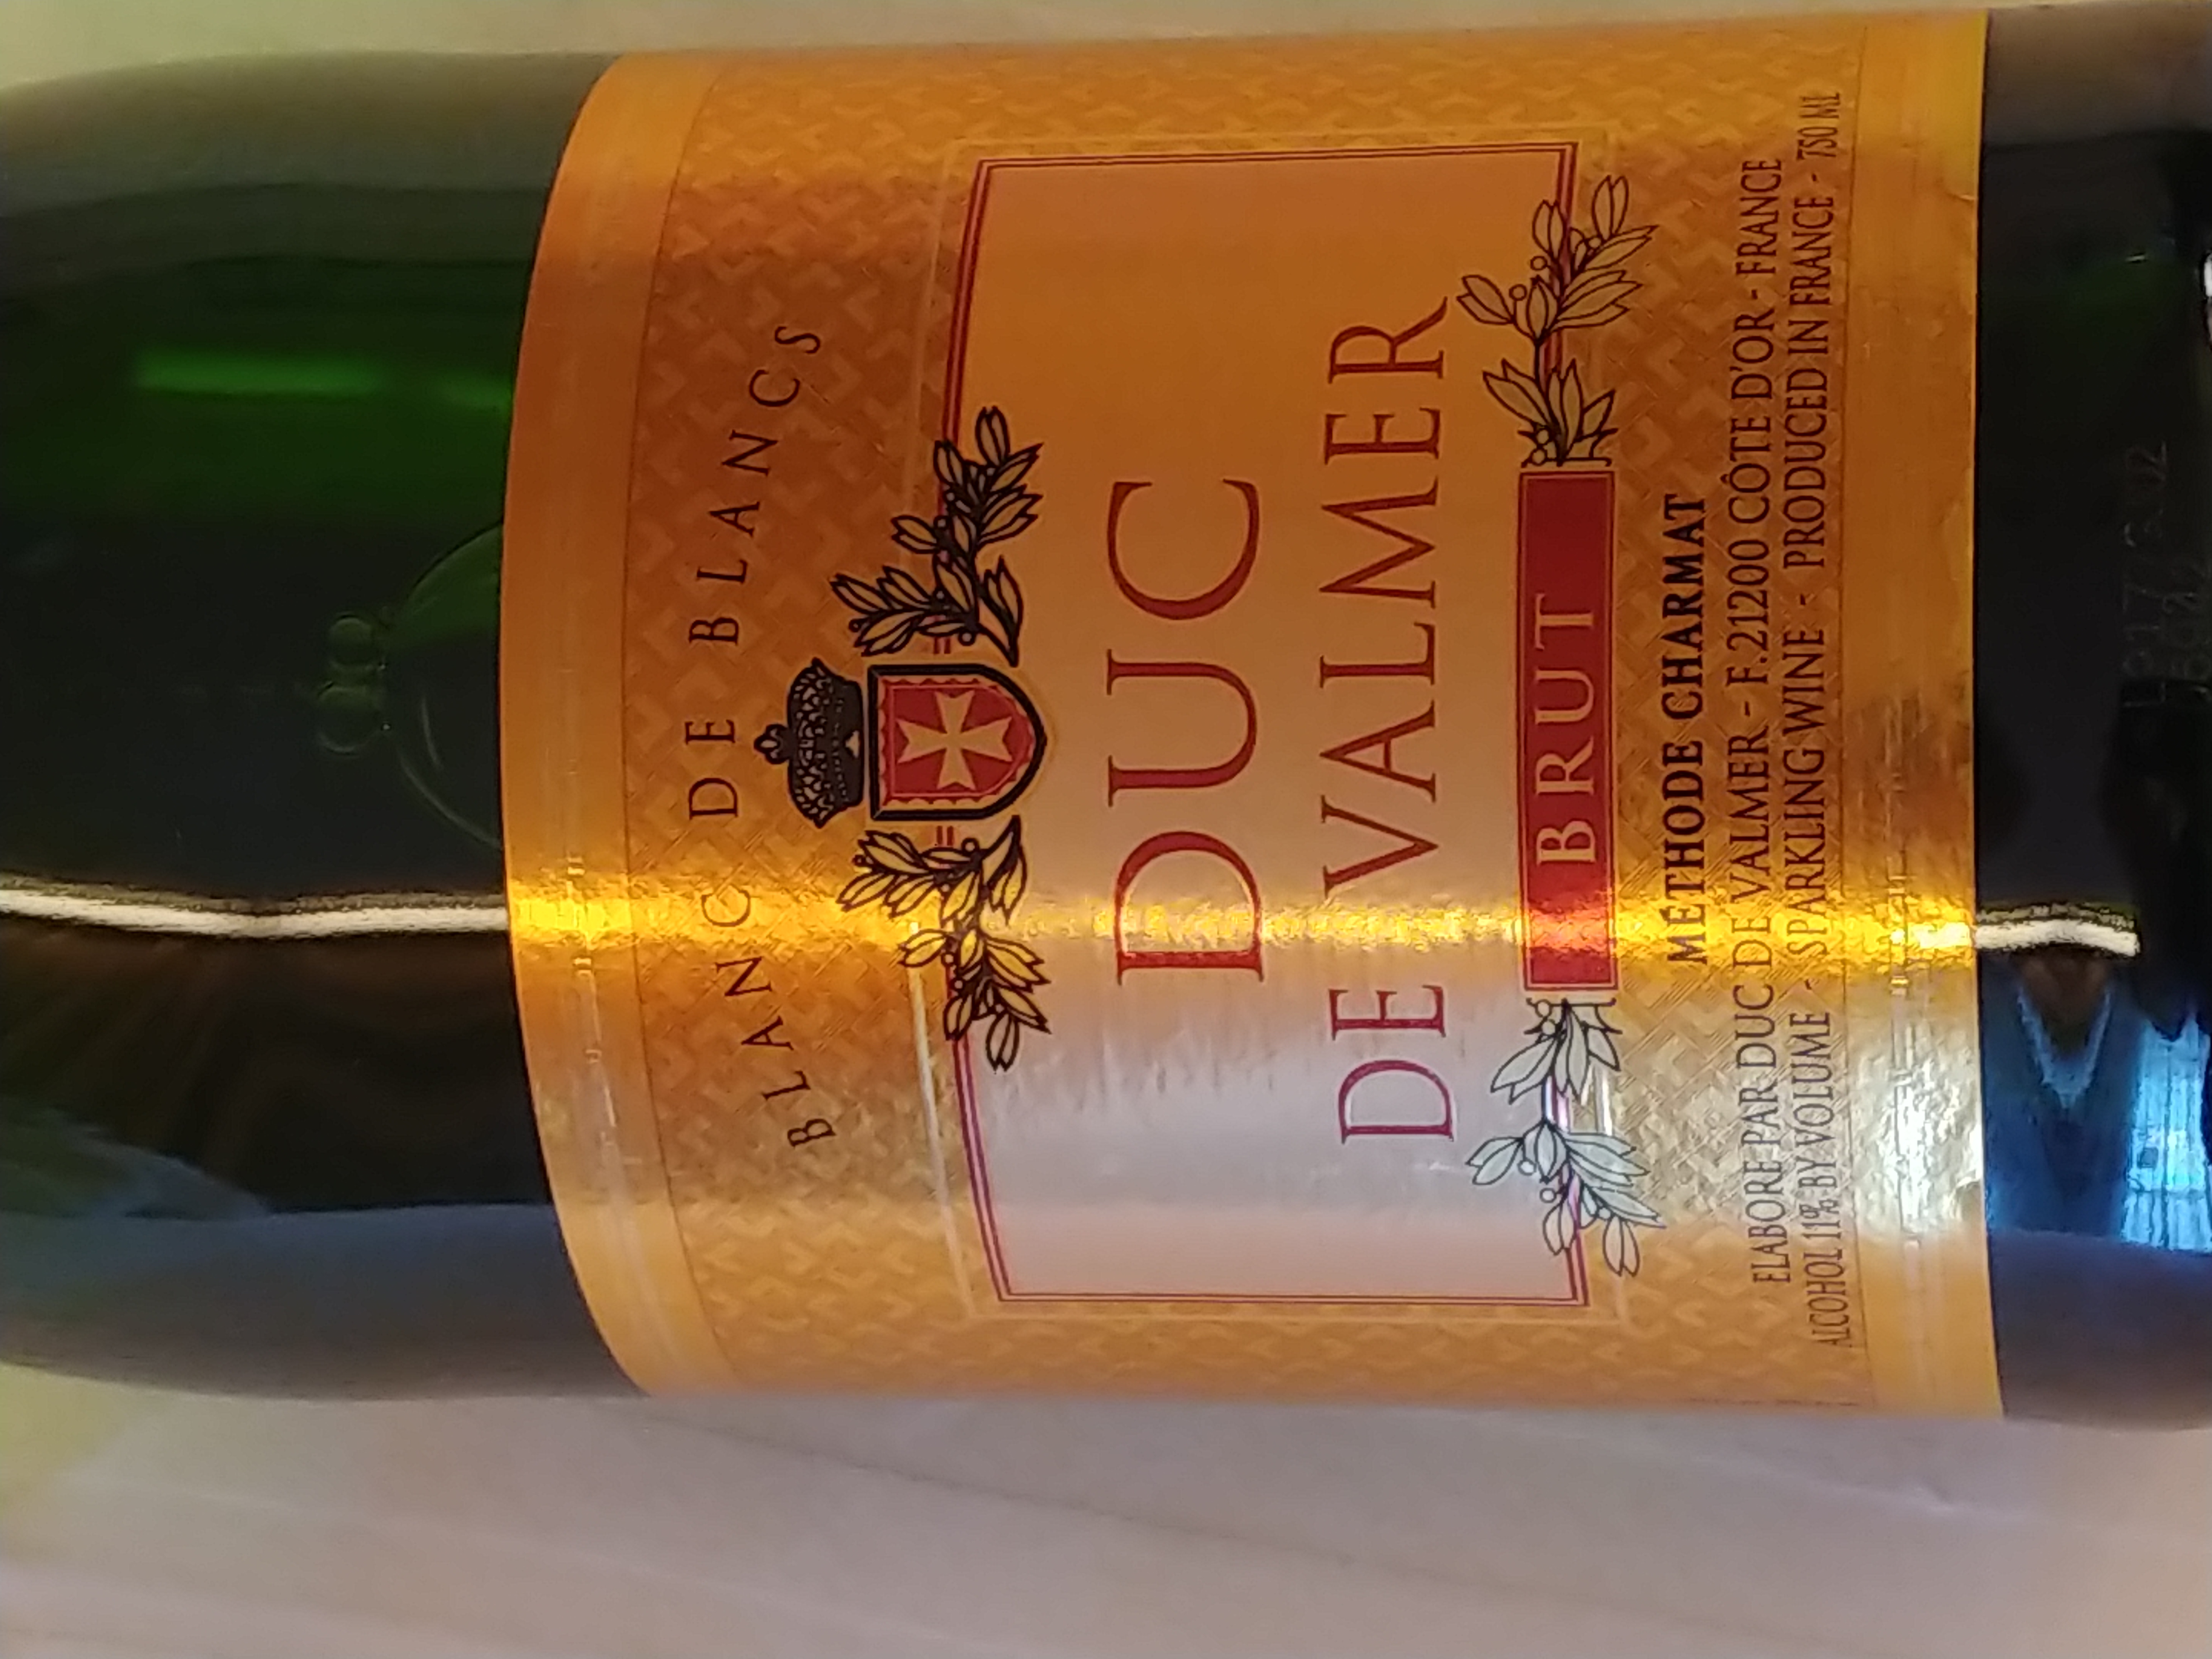 BLANC DE BLANCS
DUC
DE VALMER
BRUT
MÉTHODE CHARMAT
ELABORE PAR DUC DE VALMER - F.21200 CÔTE D'OR - FRANCE
ALCOHOL 11% BY VOLUME - SPARKLING WINE - PRODUCED IN FRANCE - 750 ML